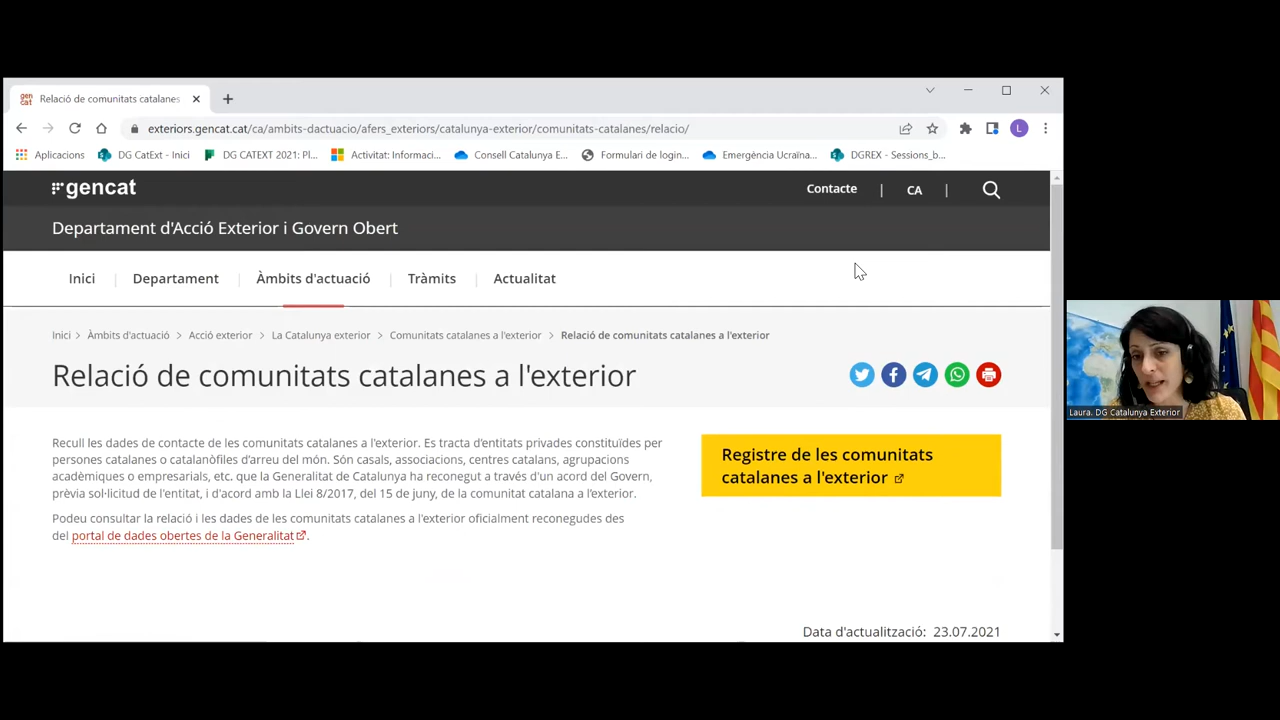 Relació de comunitats catalanes
exteriors.gencat.cat/ca/ambits-dactuacio/afers_exteriors/catalunya-exterior/comunitats-catalanes/relacio/
L
Aplicacions DG CatExt - Inici DG CATEXT 2021: Pl... Activitat: Informaci... Consell Catalunya E... Formulari de login... Emergència Ucraïna... DGREX - Sessions_b...
gencat
Contacte | CA |
Departament d'Acció Exterior i Govern Obert
Inici | Departament | Àmbits d'actuació | Tràmits | Actualitat
Inici > Àmbits d'actuació > Acció exterior > La Catalunya exterior > Comunitats catalanes a l'exterior > Relació de comunitats catalanes a l'exterior
Relació de comunitats catalanes a l'exterior
Recull les dades de contacte de les comunitats catalanes a l'exterior. Es tracta d'entitats privades constituïdes per
persones catalanes o catalanòfiles d'arreu del món. Són casals, associacions, centres catalans, agrupacions
acadèmiques o empresarials, etc. que la Generalitat de Catalunya ha reconegut a través d'un acord del Govern,
prèvia sol·licitud de l'entitat, i d'acord amb la Llei 8/2017, del 15 de juny, de la comunitat catalana a l'exterior.
Podeu consultar la relació i les dades de les comunitats catalanes a l'exterior oficialment reconegudes des
del portal de dades obertes de la Generalitat.
Registre de les comunitats
catalanes a l'exterior
Data d'actualització: 23.07.2021
Laura. DG Catalunya Exterior